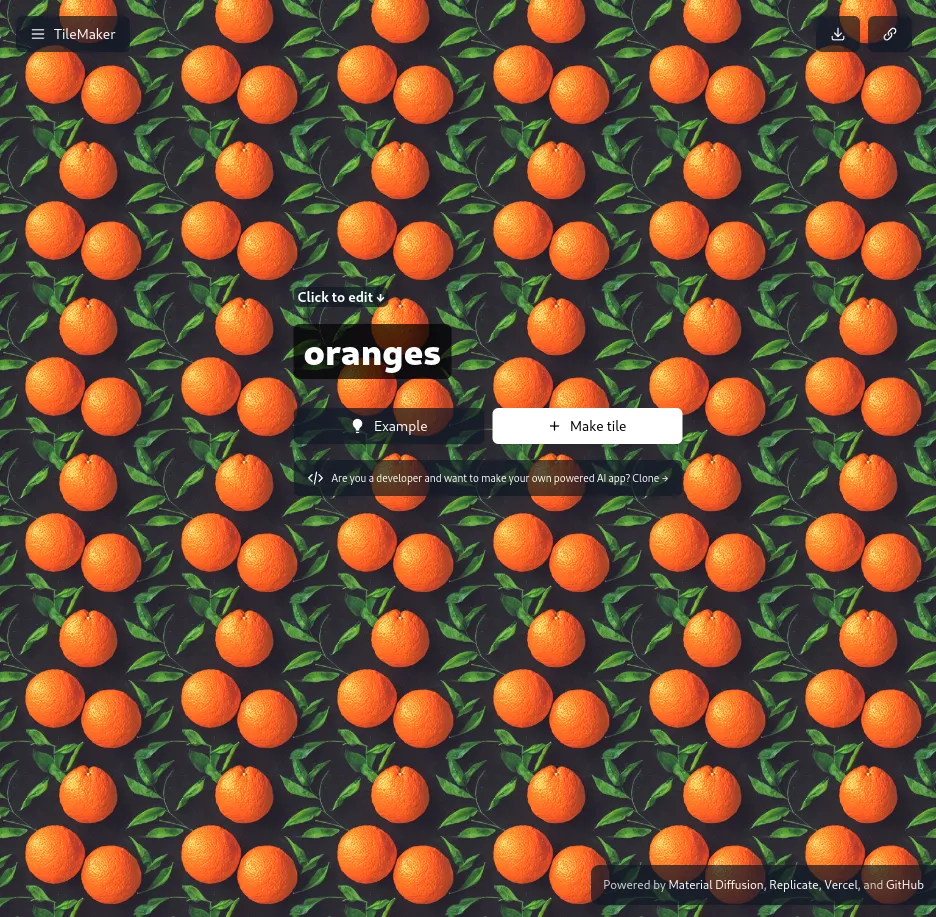 TileMaker
Click to edit ↓
oranges
Example
Make tile
Are you a developer and want to make your own powered AI app? Clone →
Powered by Material Diffusion, Replicate, Vercel, and GitHub